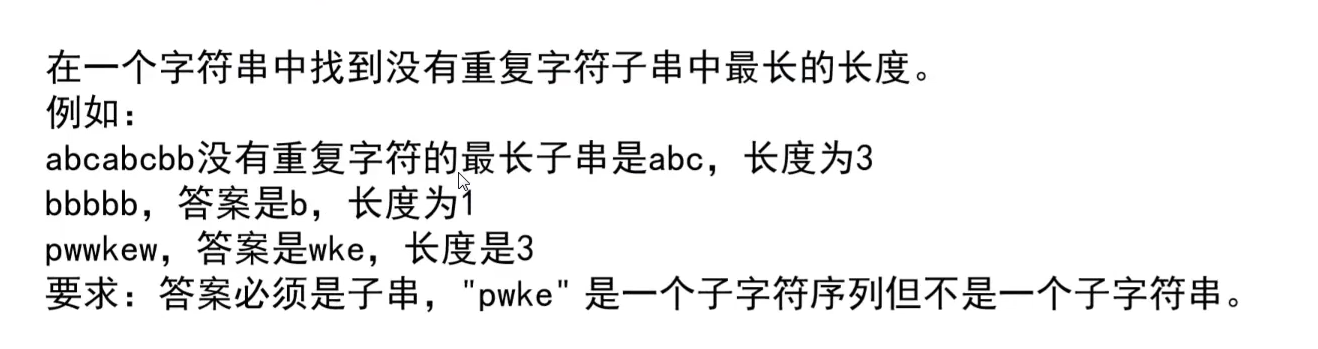 在一个字符串中找到没有重复字符子串中最长的长度。
例如：
abcabcbb没有重复字符的最长子串是abc，长度为3
bbbbb，答案是b，长度为1
pwwkew，答案是wke，长度是3
要求：答案必须是子串，"pwke" 是一个子字符序列但不是一个子字符串。